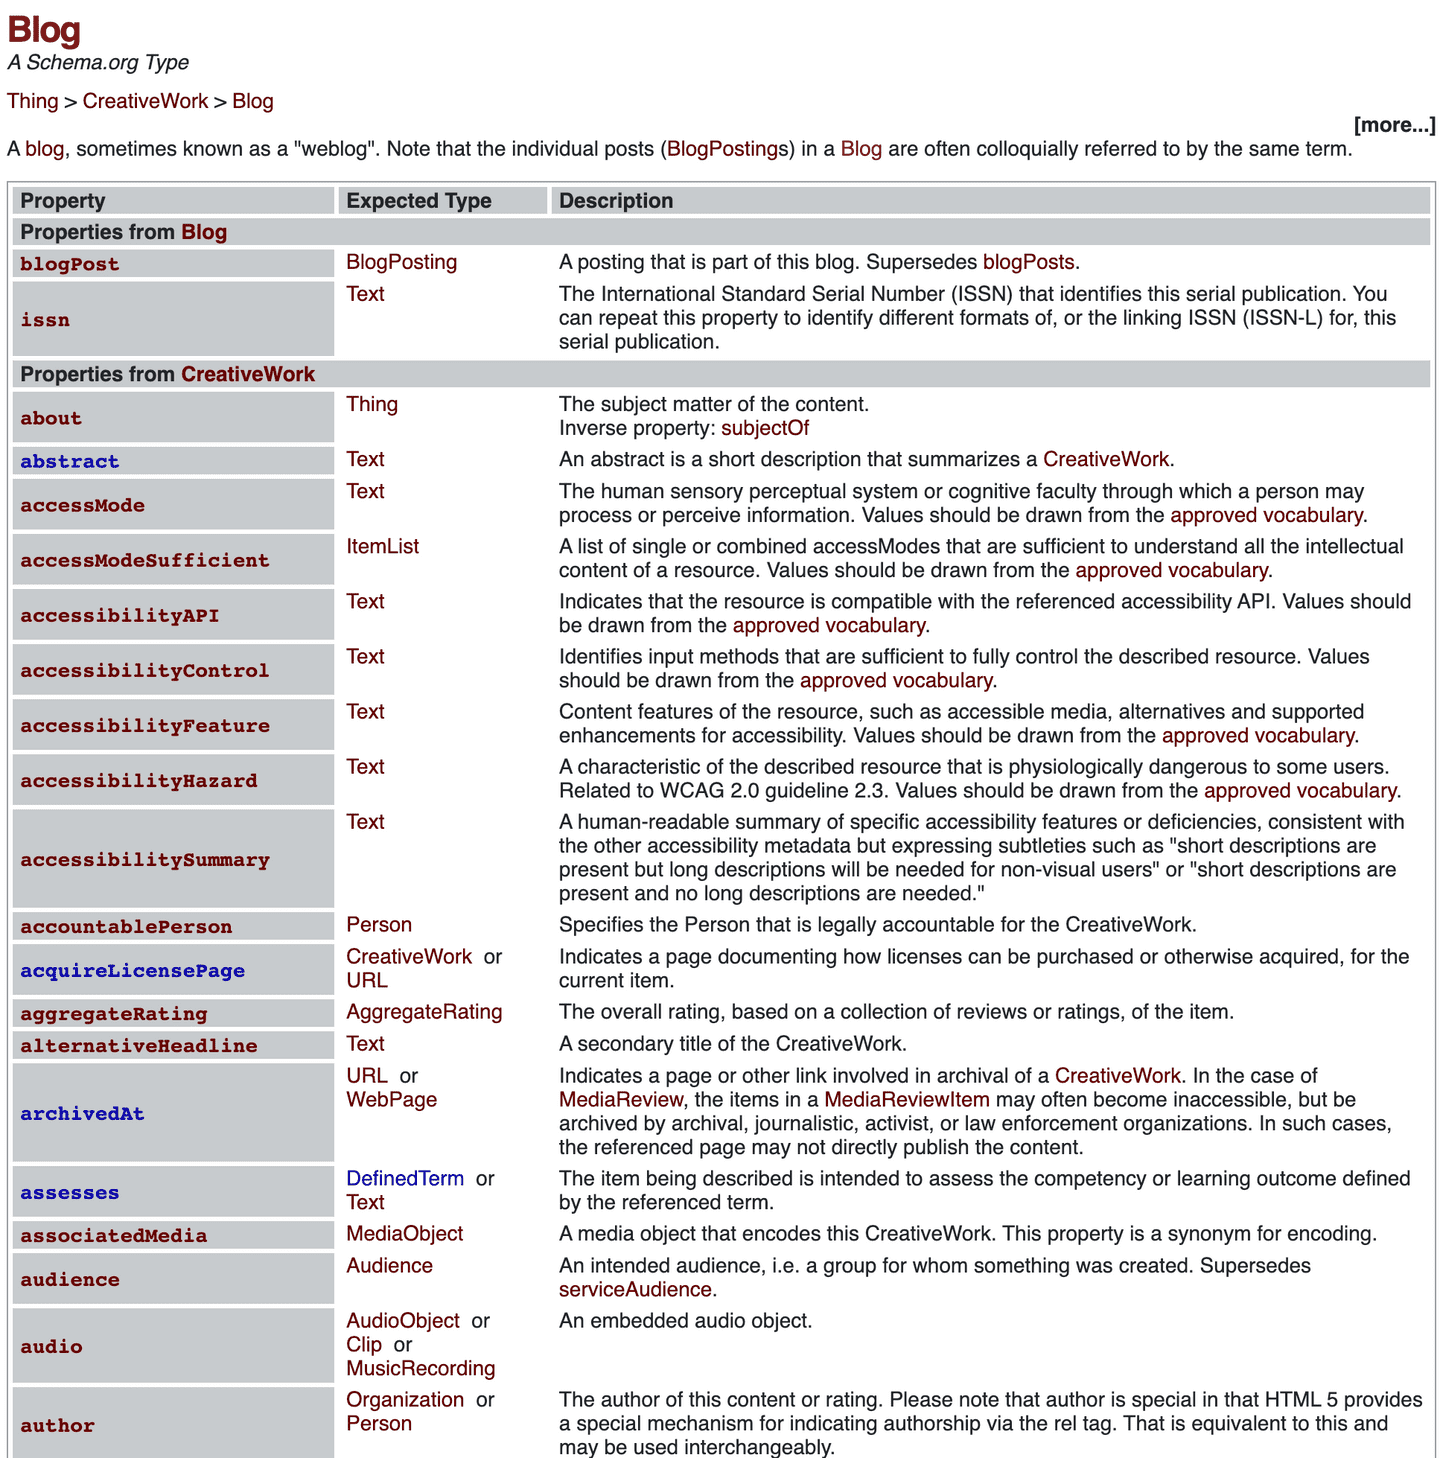 Blog
A Schema.org Type
Thing > CreativeWork > Blog
[more...]
A blog, sometimes known as a "weblog". Note that the individual posts (BlogPostings) in a Blog are often colloquially referred to by the same term.
Property Expected Type Description
Properties from Blog
blogPost BlogPosting A posting that is part of this blog. Supersedes blogPosts.
issn Text The International Standard Serial Number (ISSN) that identifies this serial publication. You
can repeat this property to identify different formats of, or the linking ISSN (ISSN-L) for, this
serial publication.
Properties from CreativeWork
about Thing The subject matter of the content.
Inverse property: subjectOf
abstract Text An abstract is a short description that summarizes a CreativeWork.
accessMode Text The human sensory perceptual system or cognitive faculty through which a person may
process or perceive information. Values should be drawn from the approved vocabulary.
accessModeSufficient ItemList A list of single or combined accessModes that are sufficient to understand all the intellectual
content of a resource. Values should be drawn from the approved vocabulary.
accessibilityAPI Text Indicates that the resource is compatible with the referenced accessibility API. Values should
be drawn from the approved vocabulary.
accessibilityControl Text Identifies input methods that are sufficient to fully control the described resource. Values
should be drawn from the approved vocabulary.
accessibilityFeature Text Content features of the resource, such as accessible media, alternatives and supported
enhancements for accessibility. Values should be drawn from the approved vocabulary.
accessibilityHazard Text A characteristic of the described resource that is physiologically dangerous to some users.
Related to WCAG 2.0 guideline 2.3. Values should be drawn from the approved vocabulary.
accessibilitySummary Text A human-readable summary of specific accessibility features or deficiencies, consistent with
the other accessibility metadata but expressing subtleties such as "short descriptions are
present but long descriptions will be needed for non-visual users" or "short descriptions are
present and no long descriptions are needed."
accountablePerson Person Specifies the Person that is legally accountable for the CreativeWork.
acquireLicensePage CreativeWork or Indicates a page documenting how licenses can be purchased or otherwise acquired, for the
URL current item.
aggregateRating AggregateRating The overall rating, based on a collection of reviews or ratings, of the item.
alternativeHeadline Text A secondary title of the CreativeWork.
archivedAt URL or Indicates a page or other link involved in archival of a CreativeWork. In the case of
WebPage MediaReview, the items in a MediaReviewItem may often become inaccessible, but be
archived by archival, journalistic, activist, or law enforcement organizations. In such cases,
the referenced page may not directly publish the content.
assesses DefinedTerm or The item being described is intended to assess the competency or learning outcome defined
Text by the referenced term.
associatedMedia MediaObject A media object that encodes this CreativeWork. This property is a synonym for encoding.
audience Audience An intended audience, i.e. a group for whom something was created. Supersedes
serviceAudience.
audio AudioObject or An embedded audio object.
Clip or
MusicRecording
author Organization or The author of this content or rating. Please note that author is special in that HTML 5 provides
Person a special mechanism for indicating authorship via the rel tag. That is equivalent to this and
may be used interchangeably.